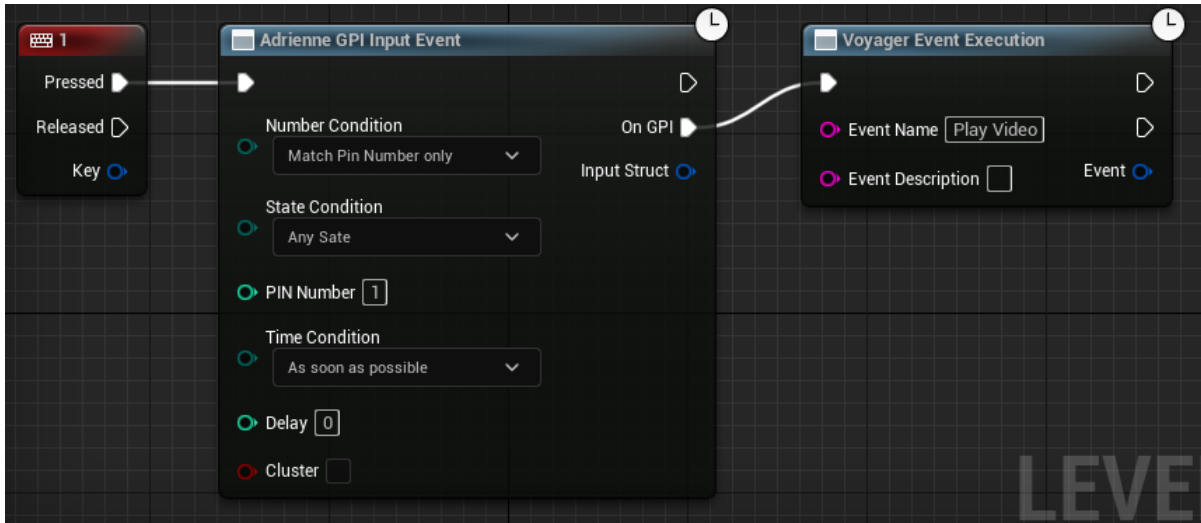 1
Pressed
Released
Key
Adrienne GPI Input Event
Number Condition
Match Pin Number only
On GPI
Input Struct
State Condition
Any Sate
PIN Number 1
Time Condition
As soon as possible
Delay 0
Cluster
Voyager Event Execution
Event Name Play Video
Event Description
Event
LEVE